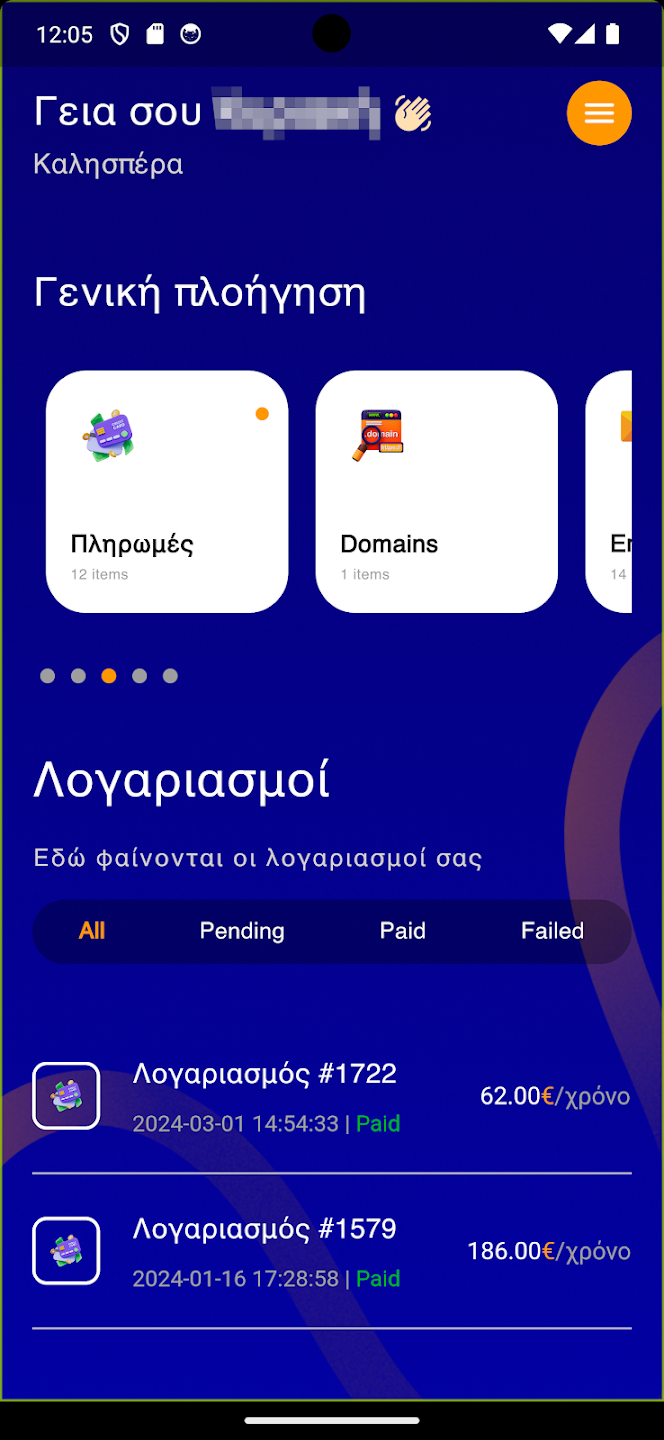 12:05
Γεια σου
Καλησπέρα
Γενική πλοήγηση
Πληρωμές
12 items
Domains
1 items
14
Λογαριασμοί
Εδώ φαίνονται οι λογαριασμοί σας
All Pending Paid Failed
Λογαριασμός #1722
62.00€/χρόνο
2024-03-01 14:54:33 | Paid
Λογαριασμός #1579
186.00€/χρόνο
2024-01-16 17:28:58 | Paid